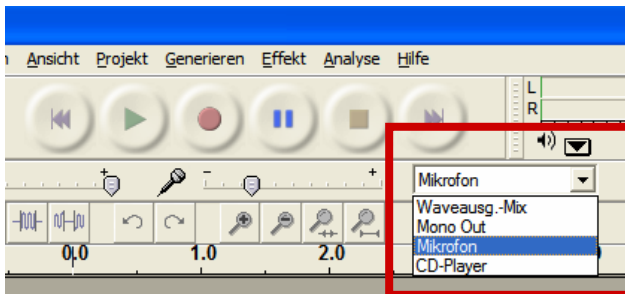 Ansicht Projekt Generieren Effekt Analyse Hilfe
L
R
- +
Mikrofon
Waveausg.-Mix
Mono Out
Mikrofon
CD-Player
0,0 1.0 2.0